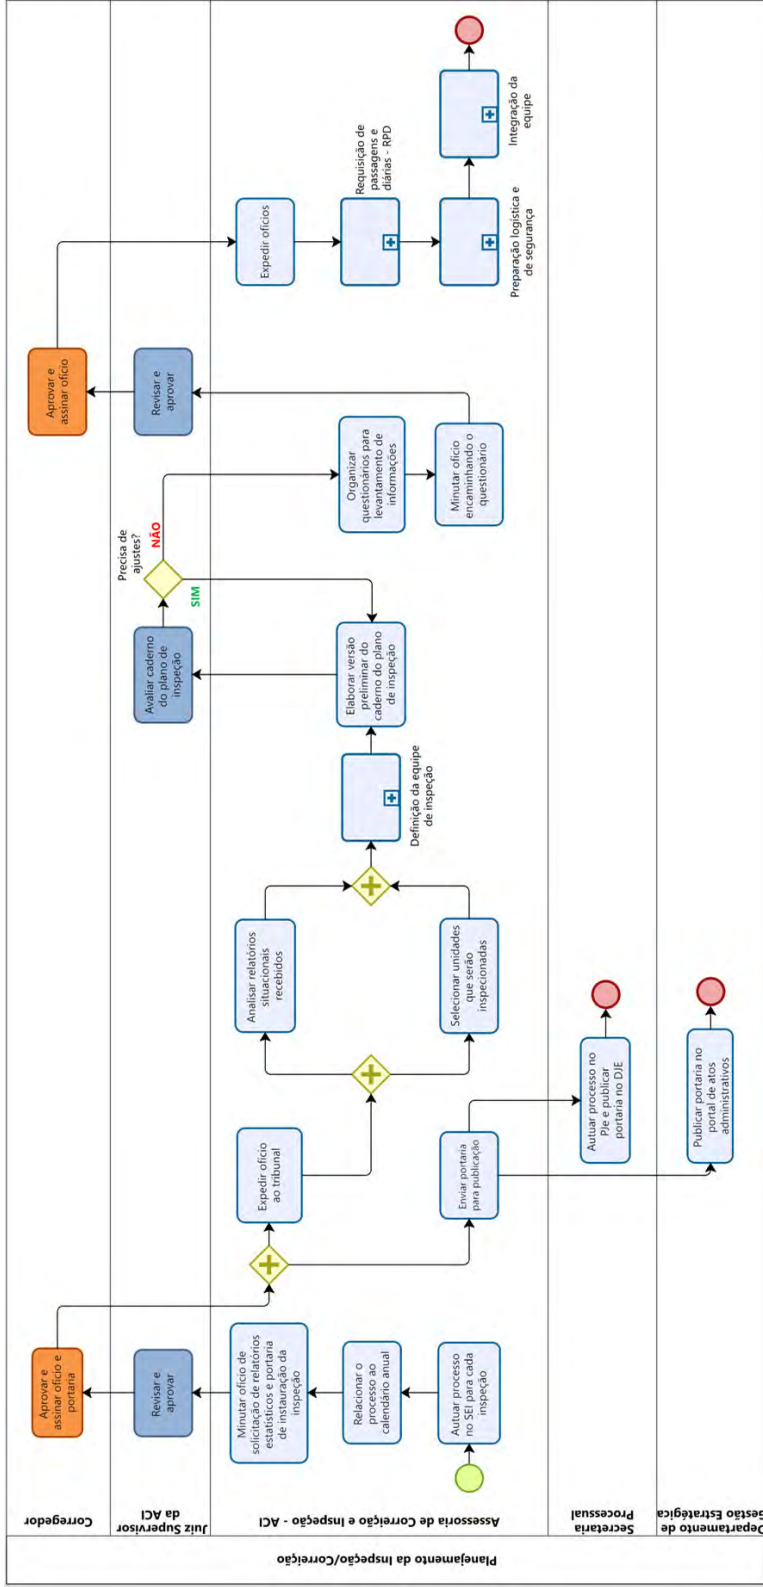 Planejamento da Inspeção/Correição
Corregedor
Juiz Supervisor
da ACI
Assessoria de Correição e Inspeção - ACI
Secretaria
Processual
Departamento de
Gestão Estratégica
Autuar processo
no SEI para cada
inspeção
Relacionar o
processo ao
calendário anual
Minutar ofício de
solicitação de relatórios
estatísticos e portaria
de instauração da
inspeção
Revisar e
aprovar
Aprovar e
assinar ofício e
portaria
Expedir ofício
ao tribunal
Enviar portaria
para publicação
Autuar processo no
PJe e publicar
portaria no DJE
Publicar portaria no
portal de atos
administrativos
Analisar relatórios
situacionais
recebidos
Selecionar unidades
que serão
inspecionadas
Definição da equipe
de inspeção
Elaborar versão
preliminar do
caderno do plano
de inspeção
Avaliar caderno
do plano de
inspeção
Precisa de
ajustes?
SIM
NÃO
Organizar
questionários para
levantamento de
informações
Minutar ofício
encaminhando o
questionário
Revisar e
aprovar
Aprovar e
assinar ofício
Expedir ofícios
Requisição de
passagens e
diárias - RPD
Preparação logística e
de segurança
Integração da
equipe